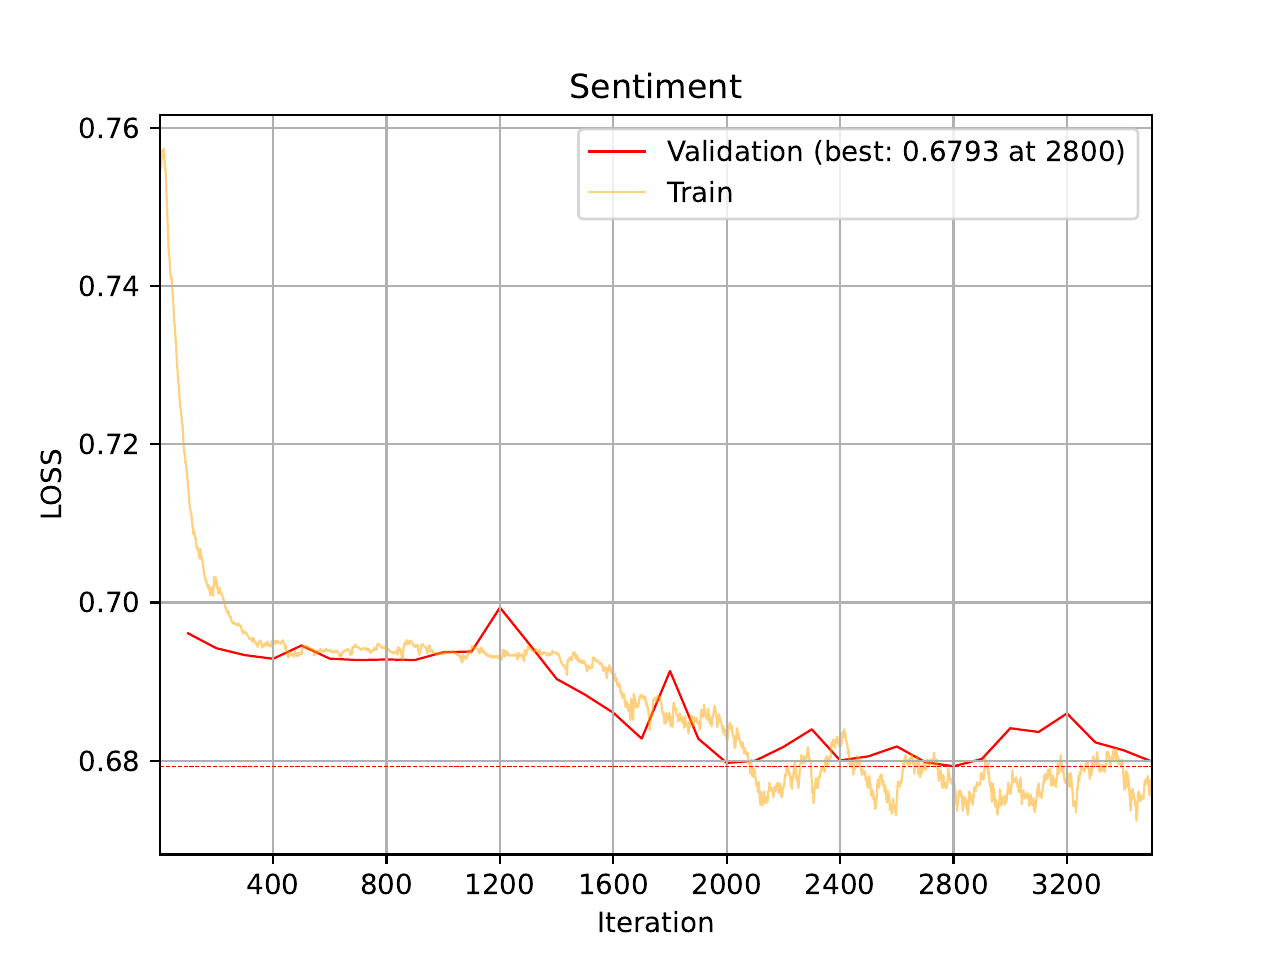 Sentiment
Validation (best: 0.6793 at 2800)
Train
LOSS
0.76
0.74
0.72
0.70
0.68
400 800 1200 1600 2000 2400 2800 3200
Iteration